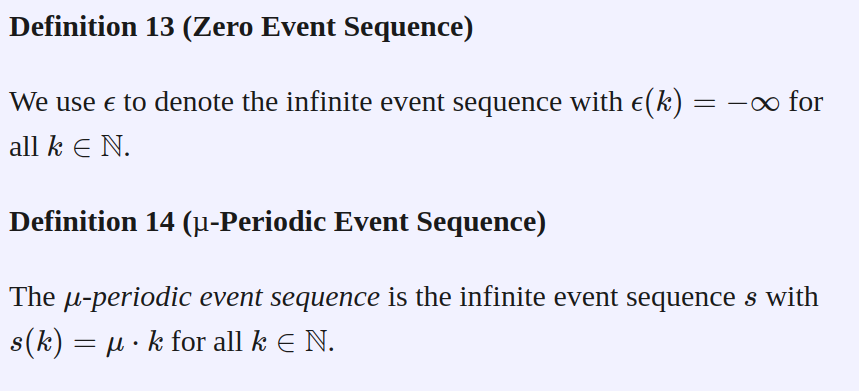 Definition 13 (Zero Event Sequence)
We use ϵ to denote the infinite event sequence with ϵ(k) = −∞ for
all k ∈ ℕ.
Definition 14 (μ-Periodic Event Sequence)
The μ-periodic event sequence is the infinite event sequence s with
s(k) = μ · k for all k ∈ ℕ.